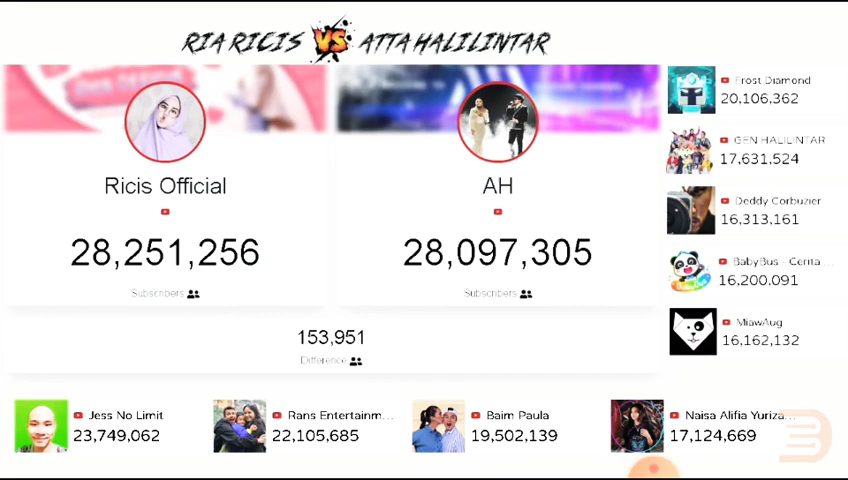 RIA RICIS VS ATTA HALILINTAR
Ricis Official
28,251,256
Subscribers
AH
28,097,305
Subscribers
153,951
Difference
Frost Diamond
20,106,362
GEN HALILINTAR
17,631,524
Deddy Corbuzier
16,313,161
BabyBus - Cerita ...
16,200,091
MiawAug
16,162,132
Jess No Limit
23,749,062
Rans Entertainm...
22,105,685
Baim Paula
19,502,139
Naisa Alifia Yuriza...
17,124,669